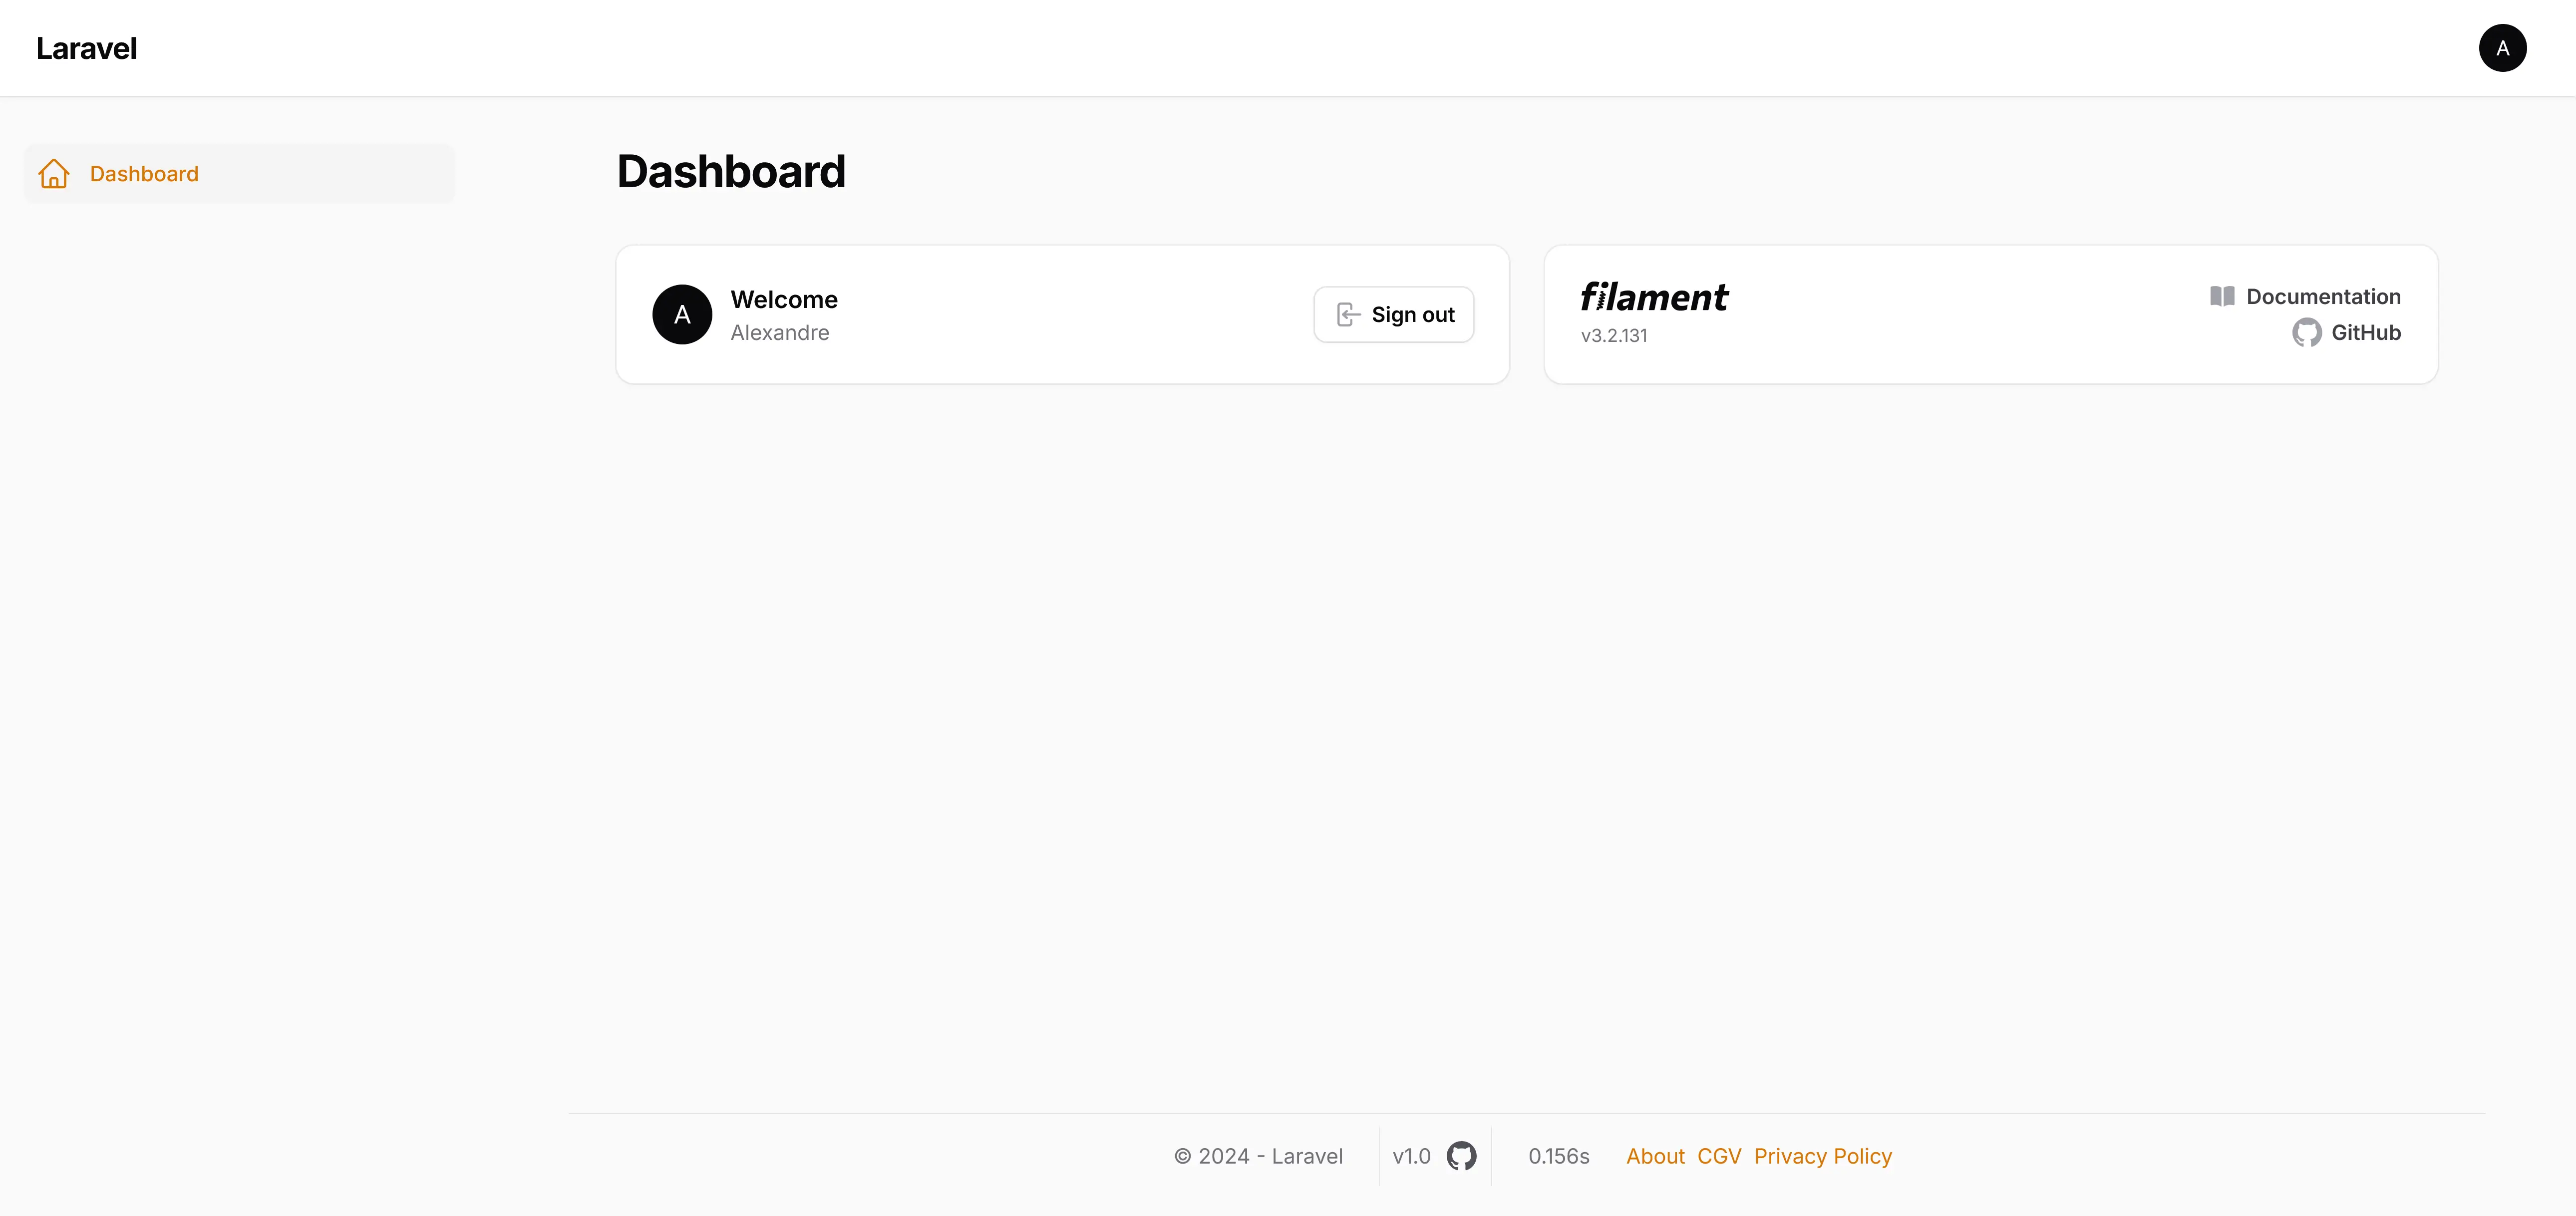 Laravel
A
Dashboard
Dashboard
A
Welcome
Alexandre
Sign out
filament
v3.2.131
Documentation
GitHub
© 2024 - Laravel
v1.0
0.156s
About CGV Privacy Policy